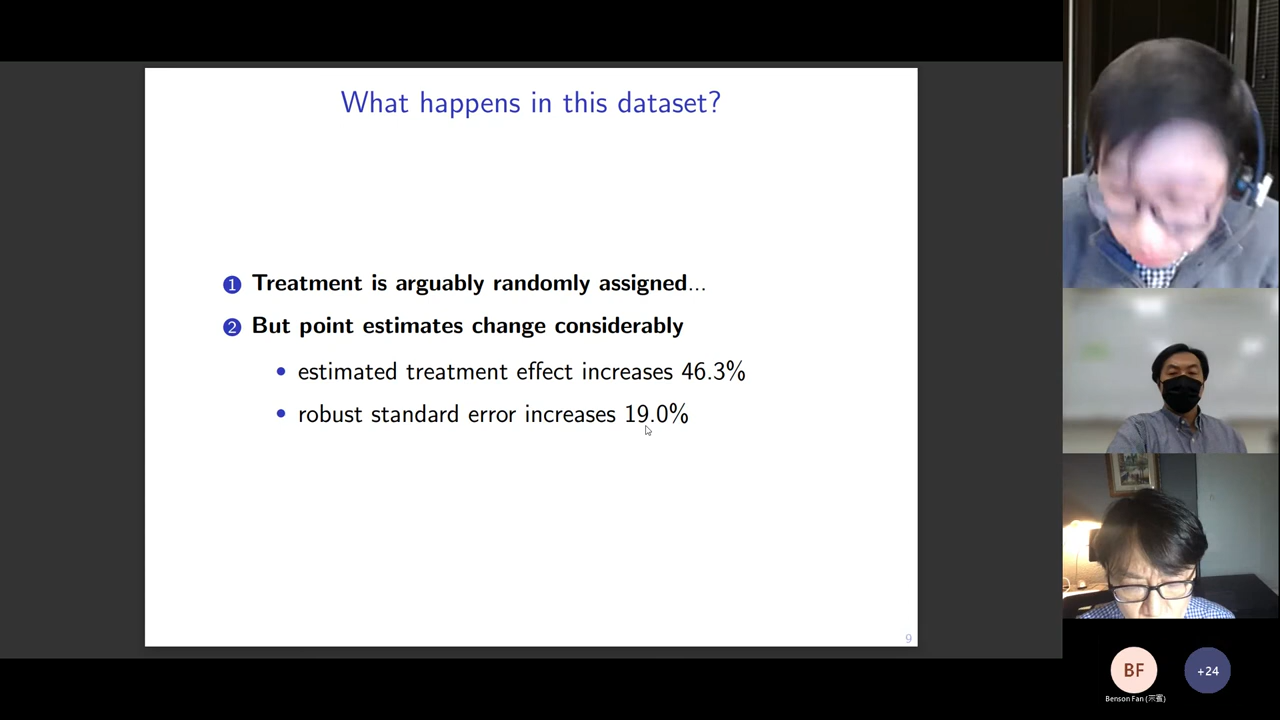 What happens in this dataset?
1 Treatment is arguably randomly assigned...
2 But point estimates change considerably
• estimated treatment effect increases 46.3%
• robust standard error increases 19.0%
9
BF
+24
Benson Fan (